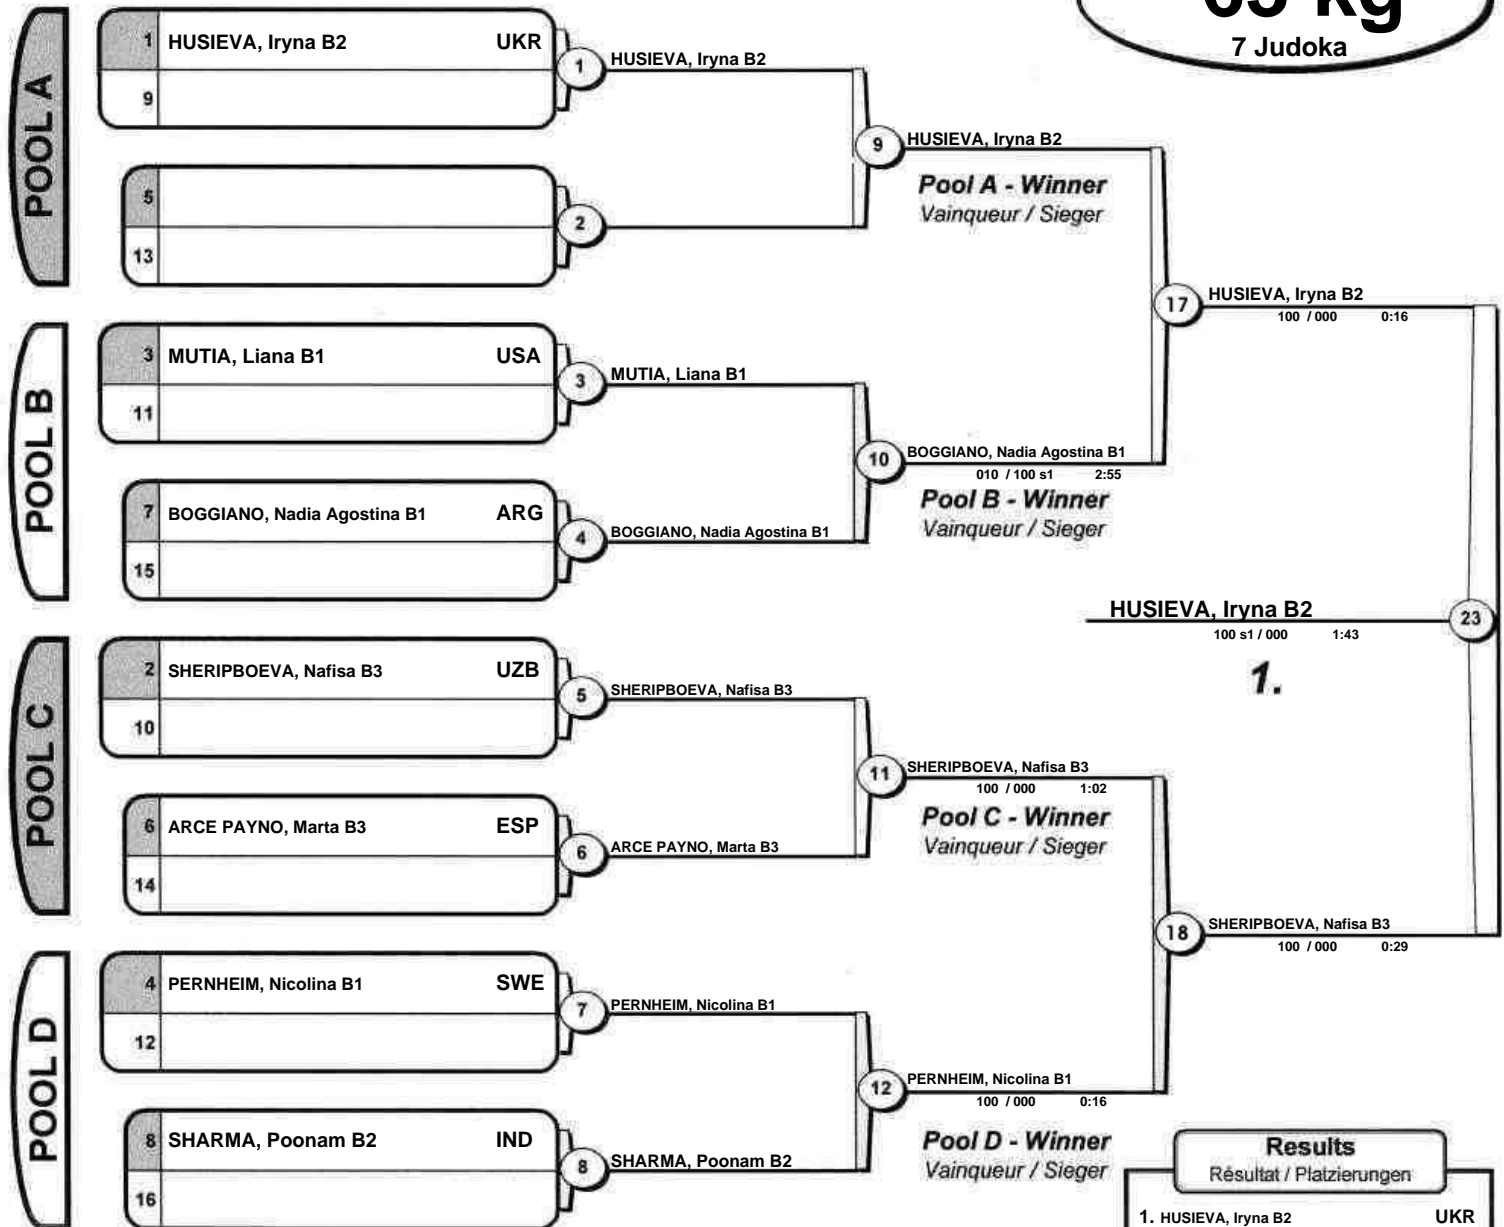 7 Judoka
POOL A
1 HUSIEVA, Iryna B2 UKR
9
5
13
1 HUSIEVA, Iryna B2
2
9 HUSIEVA, Iryna B2
Pool A - Winner
Vainqueur / Sieger
POOL B
3 MUTIA, Liana B1 USA
11
7 BOGGIANO, Nadia Agostina B1 ARG
15
3 MUTIA, Liana B1
4 BOGGIANO, Nadia Agostina B1
10 BOGGIANO, Nadia Agostina B1
010 / 100 s1 2:55
Pool B - Winner
Vainqueur / Sieger
17 HUSIEVA, Iryna B2
100 / 000 0:16
POOL C
2 SHERIPBOEVA, Nafisa B3 UZB
10
6 ARCE PAYNO, Marta B3 ESP
14
5 SHERIPBOEVA, Nafisa B3
6 ARCE PAYNO, Marta B3
11 SHERIPBOEVA, Nafisa B3
100 / 000 1:02
Pool C - Winner
Vainqueur / Sieger
POOL D
4 PERNHEIM, Nicolina B1 SWE
12
8 SHARMA, Poonam B2 IND
16
7 PERNHEIM, Nicolina B1
8 SHARMA, Poonam B2
12 PERNHEIM, Nicolina B1
100 / 000 0:16
Pool D - Winner
Vainqueur / Sieger
18 SHERIPBOEVA, Nafisa B3
100 / 000 0:29
HUSIEVA, Iryna B2 23
100 s1 / 000 1:43
1.
Results
Résultat / Platzierungen
1. HUSIEVA, Iryna B2 UKR